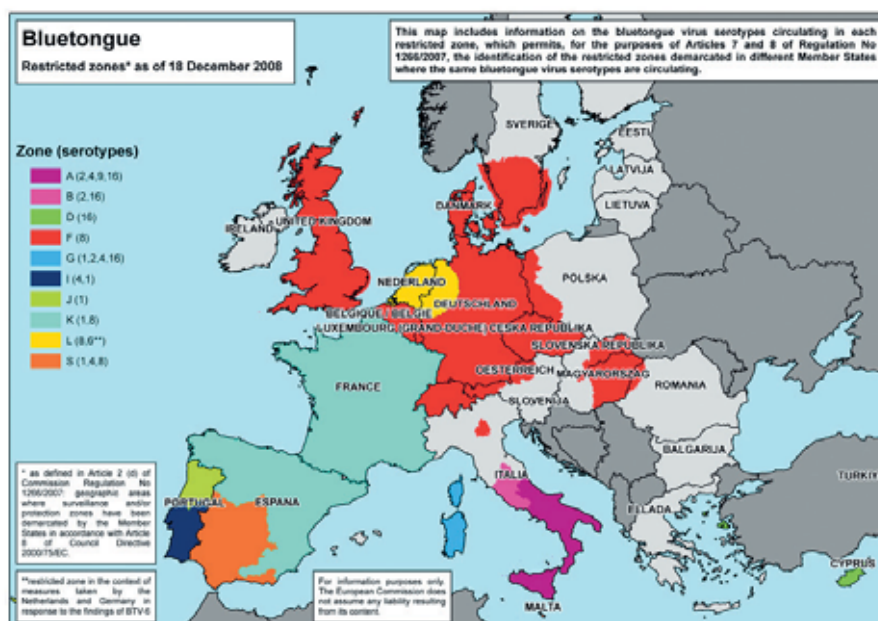 Bluetongue
Restricted zones* as of 18 December 2008
This map includes information on the bluetongue virus serotypes circulating in each
restricted zone, which permits, for the purposes of Articles 7 and 8 of Regulation No
1266/2007, the identification of the restricted zones demarcated in different Member States
where the same bluetongue virus serotypes are circulating.
Zone (serotypes)
A (2,4,9,16)
B (2,16)
D (16)
F (8)
G (1,2,4,16)
I (4,1)
J (1)
K (1,8)
L (8,6**)
S (1,4,8)
SVERIGE
EESTI
LATVIJA
LIETUVA
DANMARK
IRELAND
UNITED KINGDOM
NEDERLAND
POLSKA
DEUTSCHLAND
BELGIQUE / BELGIE
LUXEMBOURG (GRAND-DUCHE)
CESKA REPUBLIKA
SLOVENSKA REPUBLIKA
OESTERREICH
MAGYARORSZAG
FRANCE
SLOVENIJA
ROMANIA
BALGARIJA
ITALIA
TURKIY
PORTUGAL
ESPANA
ELLADA
CYPRUS
MALTA
* as defined in Article 2 (d) of
Commission Regulation No
1266/2007: geographic areas
where surveillance and/or
protection zones have been
demarcated by the Member
States in accordance with Article
8 of Council Directive
2000/75/EC.
**restricted zone in the context of
measures taken by the
Netherlands and Germany in
response to the findings of BTV-6
For information purposes only.
The European Commission does
not assume any liability resulting
from its content.